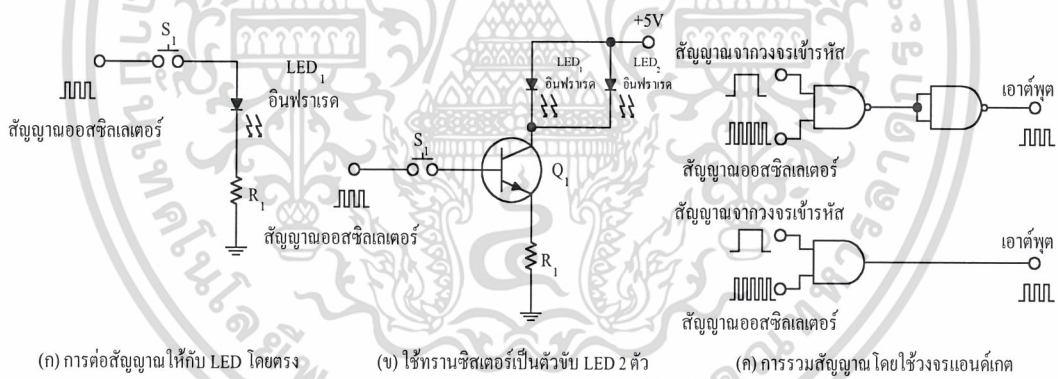 S1
LED1
อินฟราเรด
สัญญาณออสซิลเลเตอร์
R1
(ก) การต่อสัญญาณให้กับ LED โดยตรง
+5V
LED1
อินฟราเรด
LED2
อินฟราเรด
S1
Q1
สัญญาณออสซิลเลเตอร์
R1
(ข) ใช้ทรานซิสเตอร์เป็นตัวขับ LED 2 ตัว
สัญญาณจากวงจรเข้ารหัส
เอาต์พุต
สัญญาณออสซิลเลเตอร์
สัญญาณจากวงจรเข้ารหัส
เอาต์พุต
สัญญาณออสซิลเลเตอร์
(ค) การรวมสัญญาณโดยใช้วงจรแอนด์เกต